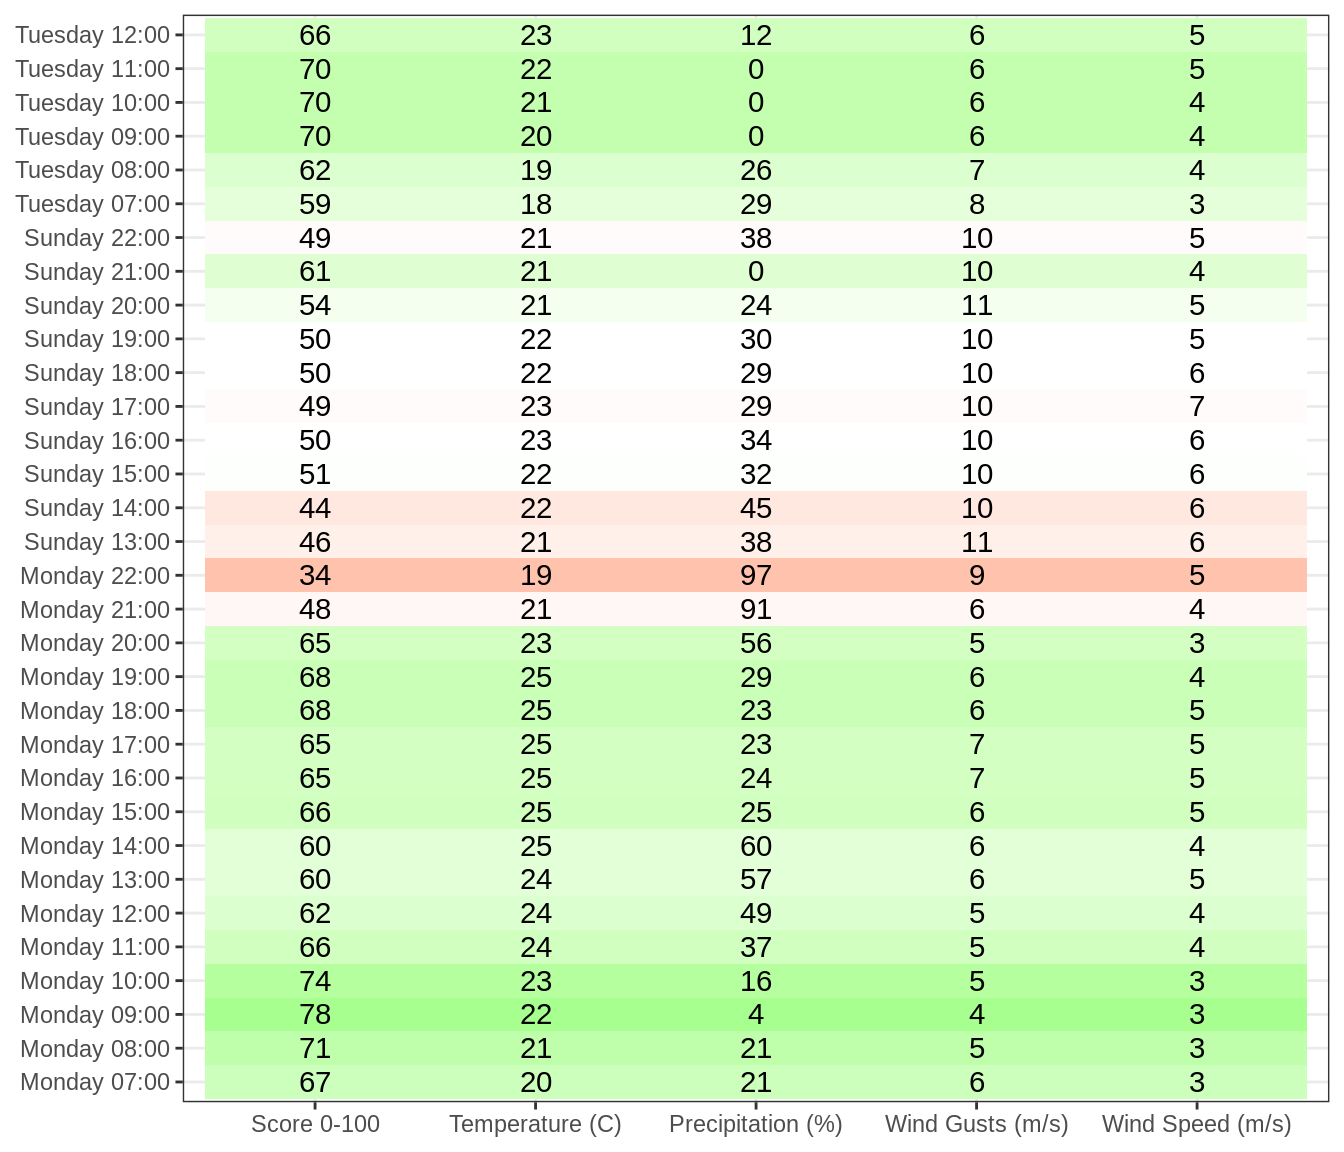 Tuesday 12:00 66 23 12 6 5
Tuesday 11:00 70 22 0 6 5
Tuesday 10:00 70 21 0 6 4
Tuesday 09:00 70 20 0 6 4
Tuesday 08:00 62 19 26 7 4
Tuesday 07:00 59 18 29 8 3
Sunday 22:00 49 21 38 10 5
Sunday 21:00 61 21 0 10 4
Sunday 20:00 54 21 24 11 5
Sunday 19:00 50 22 30 10 5
Sunday 18:00 50 22 29 10 6
Sunday 17:00 49 23 29 10 7
Sunday 16:00 50 23 34 10 6
Sunday 15:00 51 22 32 10 6
Sunday 14:00 44 22 45 10 6
Sunday 13:00 46 21 38 11 6
Monday 22:00 34 19 97 9 5
Monday 21:00 48 21 91 6 4
Monday 20:00 65 23 56 5 3
Monday 19:00 68 25 29 6 4
Monday 18:00 68 25 23 6 5
Monday 17:00 65 25 23 7 5
Monday 16:00 65 25 24 7 5
Monday 15:00 66 25 25 6 5
Monday 14:00 60 25 60 6 4
Monday 13:00 60 24 57 6 5
Monday 12:00 62 24 49 5 4
Monday 11:00 66 24 37 5 4
Monday 10:00 74 23 16 5 3
Monday 09:00 78 22 4 4 3
Monday 08:00 71 21 21 5 3
Monday 07:00 67 20 21 6 3
Score 0-100 Temperature (C) Precipitation (%) Wind Gusts (m/s) Wind Speed (m/s)